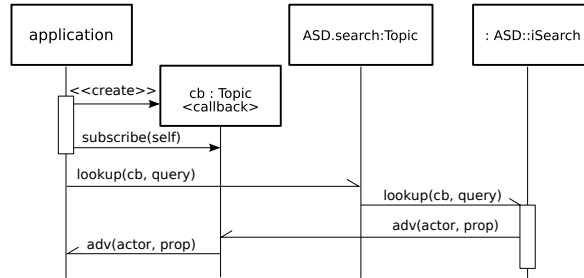 application
ASD.search:Topic
: ASD::iSearch
<<create>>
cb : Topic
<callback>
subscribe(self)
lookup(cb, query)
lookup(cb, query)
adv(actor, prop)
adv(actor, prop)